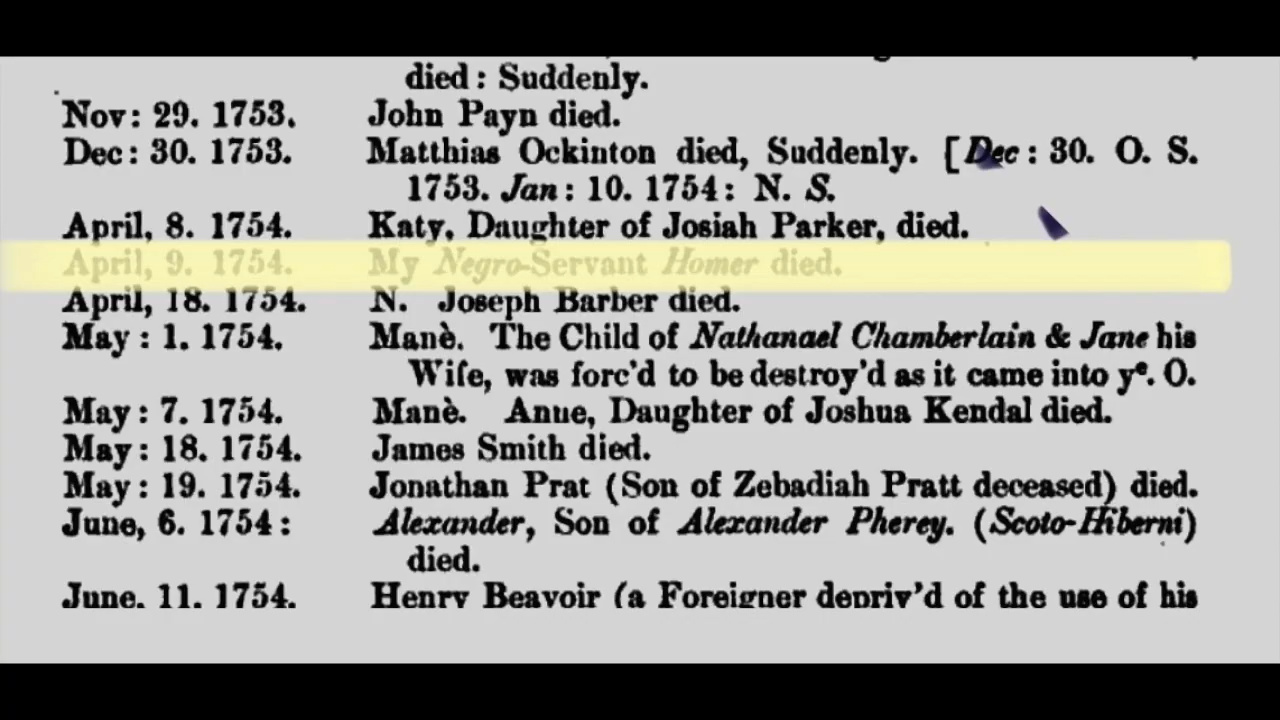 died: Suddenly.
Nov: 29. 1753. John Payn died.
Dec: 30. 1753. Matthias Ockinton died, Suddenly. [Dec: 30. O. S.
1753. Jan: 10. 1754: N. S.
April, 8. 1754. Katy, Daughter of Josiah Parker, died.
April, 9. 1754. My Negro-Servant Homer died.
April, 18. 1754. N. Joseph Barber died.
May: 1. 1754. Manè. The Child of Nathanael Chamberlain & Jane his
Wife, was forc'd to be destroy'd as it came into yᵉ. O.
May: 7. 1754. Manè. Anne, Daughter of Joshua Kendal died.
May: 18. 1754. James Smith died.
May: 19. 1754. Jonathan Prat (Son of Zebadiah Pratt deceased) died.
June, 6. 1754: Alexander, Son of Alexander Pherey. (Scoto-Hiberni)
died.
June. 11. 1754. Henry Beavoir (a Foreigner depriv'd of the use of his